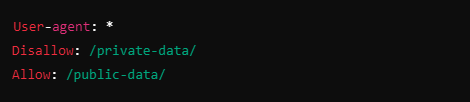 User-agent: *
Disallow: /private-data/
Allow: /public-data/